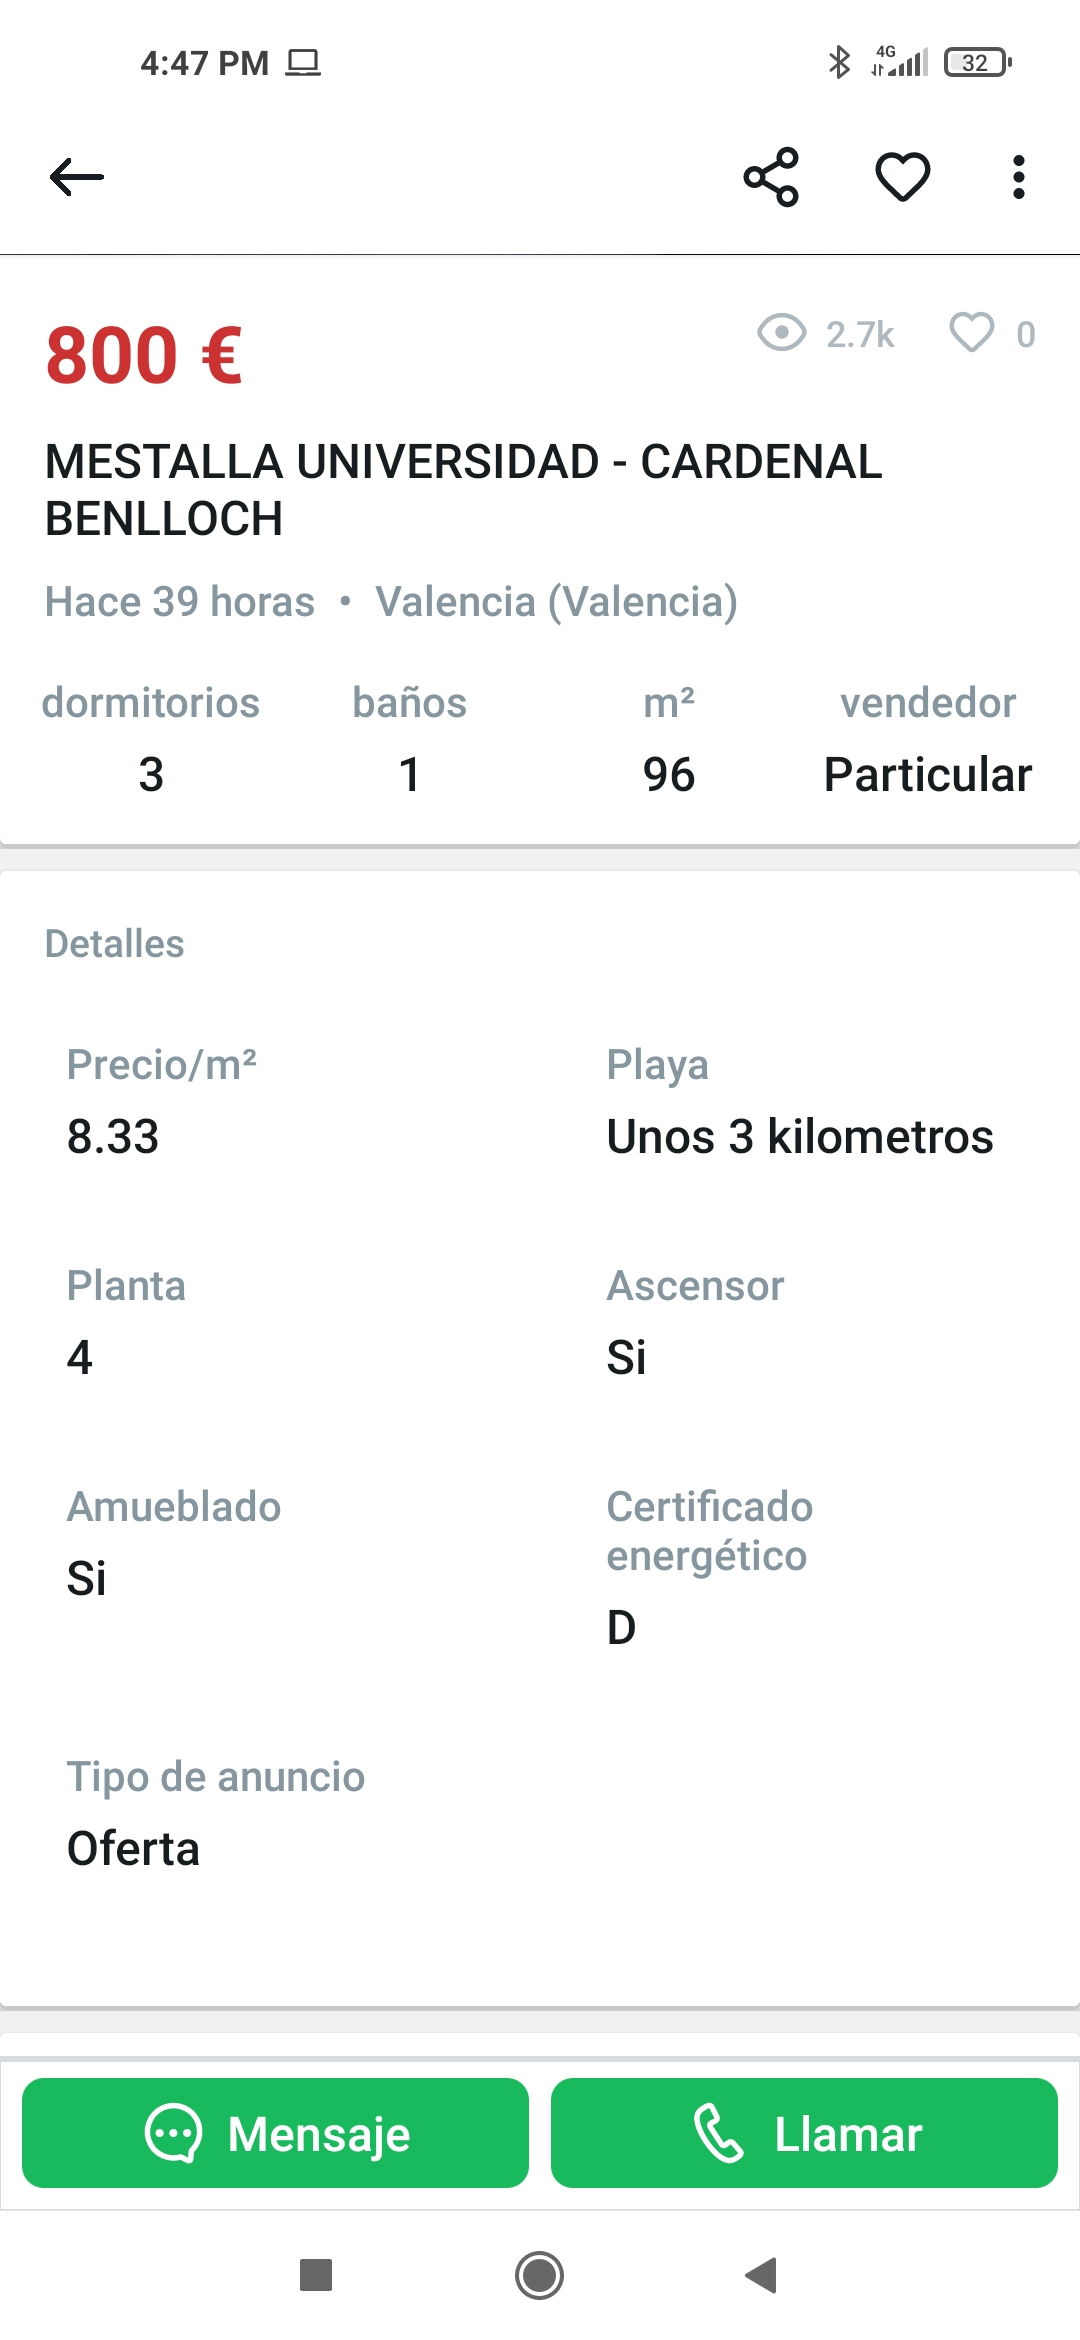 4:47 PM
4G
32
800 €
2.7k
0
MESTALLA UNIVERSIDAD - CARDENAL
BENLLOCH
Hace 39 horas • Valencia (Valencia)
dormitorios baños m² vendedor
3 1 96 Particular
Detalles
Precio/m² Playa
8.33 Unos 3 kilometros
Planta Ascensor
4 Si
Amueblado Certificado
energético
Si
D
Tipo de anuncio
Oferta
Mensaje Llamar